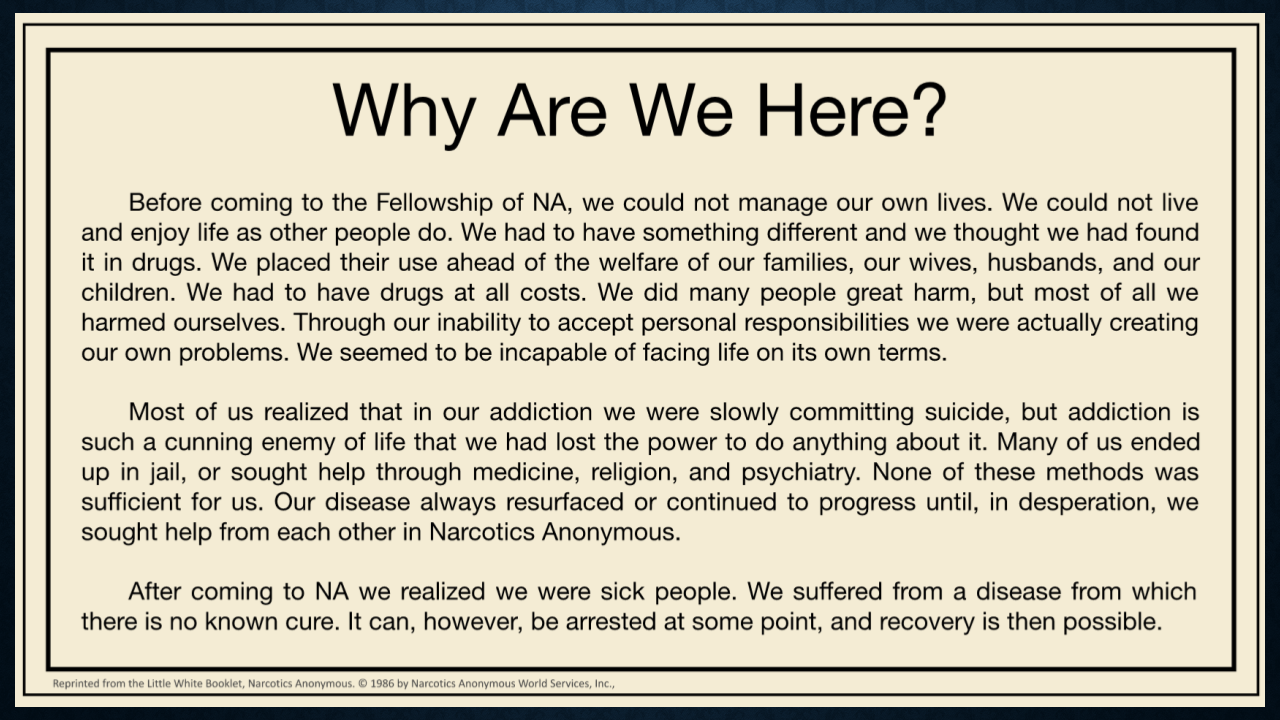 Why Are We Here?
Before coming to the Fellowship of NA, we could not manage our own lives. We could not live
and enjoy life as other people do. We had to have something different and we thought we had found
it in drugs. We placed their use ahead of the welfare of our families, our wives, husbands, and our
children. We had to have drugs at all costs. We did many people great harm, but most of all we
harmed ourselves. Through our inability to accept personal responsibilities we were actually creating
our own problems. We seemed to be incapable of facing life on its own terms.
Most of us realized that in our addiction we were slowly committing suicide, but addiction is
such a cunning enemy of life that we had lost the power to do anything about it. Many of us ended
up in jail, or sought help through medicine, religion, and psychiatry. None of these methods was
sufficient for us. Our disease always resurfaced or continued to progress until, in desperation, we
sought help from each other in Narcotics Anonymous.
After coming to NA we realized we were sick people. We suffered from a disease from which
there is no known cure. It can, however, be arrested at some point, and recovery is then possible.
Reprinted from the Little White Booklet, Narcotics Anonymous. © 1986 by Narcotics Anonymous World Services, Inc.,